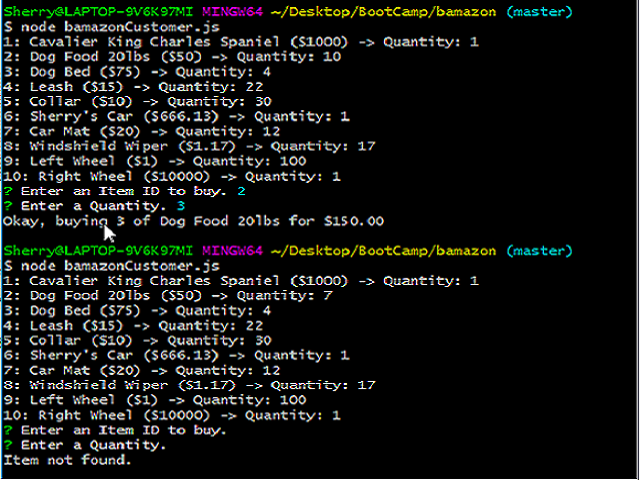 Sherry@LAPTOP-9V6K97MI MINGW64 ~/Desktop/BootCamp/bamazon (master)
$ node bamazonCustomer.js
1: Cavalier King Charles Spaniel ($1000) -> Quantity: 1
2: Dog Food 20lbs ($50) -> Quantity: 10
3: Dog Bed ($75) -> Quantity: 4
4: Leash ($15) -> Quantity: 22
5: Collar ($10) -> Quantity: 30
6: Sherry's Car ($666.13) -> Quantity: 1
7: Car Mat ($20) -> Quantity: 12
8: Windshield Wiper ($1.17) -> Quantity: 17
9: Left Wheel ($1) -> Quantity: 100
10: Right Wheel ($10000) -> Quantity: 1
? Enter an Item ID to buy. 2
? Enter a Quantity. 3
Okay, buying 3 of Dog Food 20lbs for $150.00
Sherry@LAPTOP-9V6K97MI MINGW64 ~/Desktop/BootCamp/bamazon (master)
$ node bamazonCustomer.js
1: Cavalier King Charles Spaniel ($1000) -> Quantity: 1
2: Dog Food 20lbs ($50) -> Quantity: 7
3: Dog Bed ($75) -> Quantity: 4
4: Leash ($15) -> Quantity: 22
5: Collar ($10) -> Quantity: 30
6: Sherry's Car ($666.13) -> Quantity: 1
7: Car Mat ($20) -> Quantity: 12
8: Windshield Wiper ($1.17) -> Quantity: 17
9: Left Wheel ($1) -> Quantity: 100
10: Right Wheel ($10000) -> Quantity: 1
? Enter an Item ID to buy.
? Enter a Quantity.
Item not found.